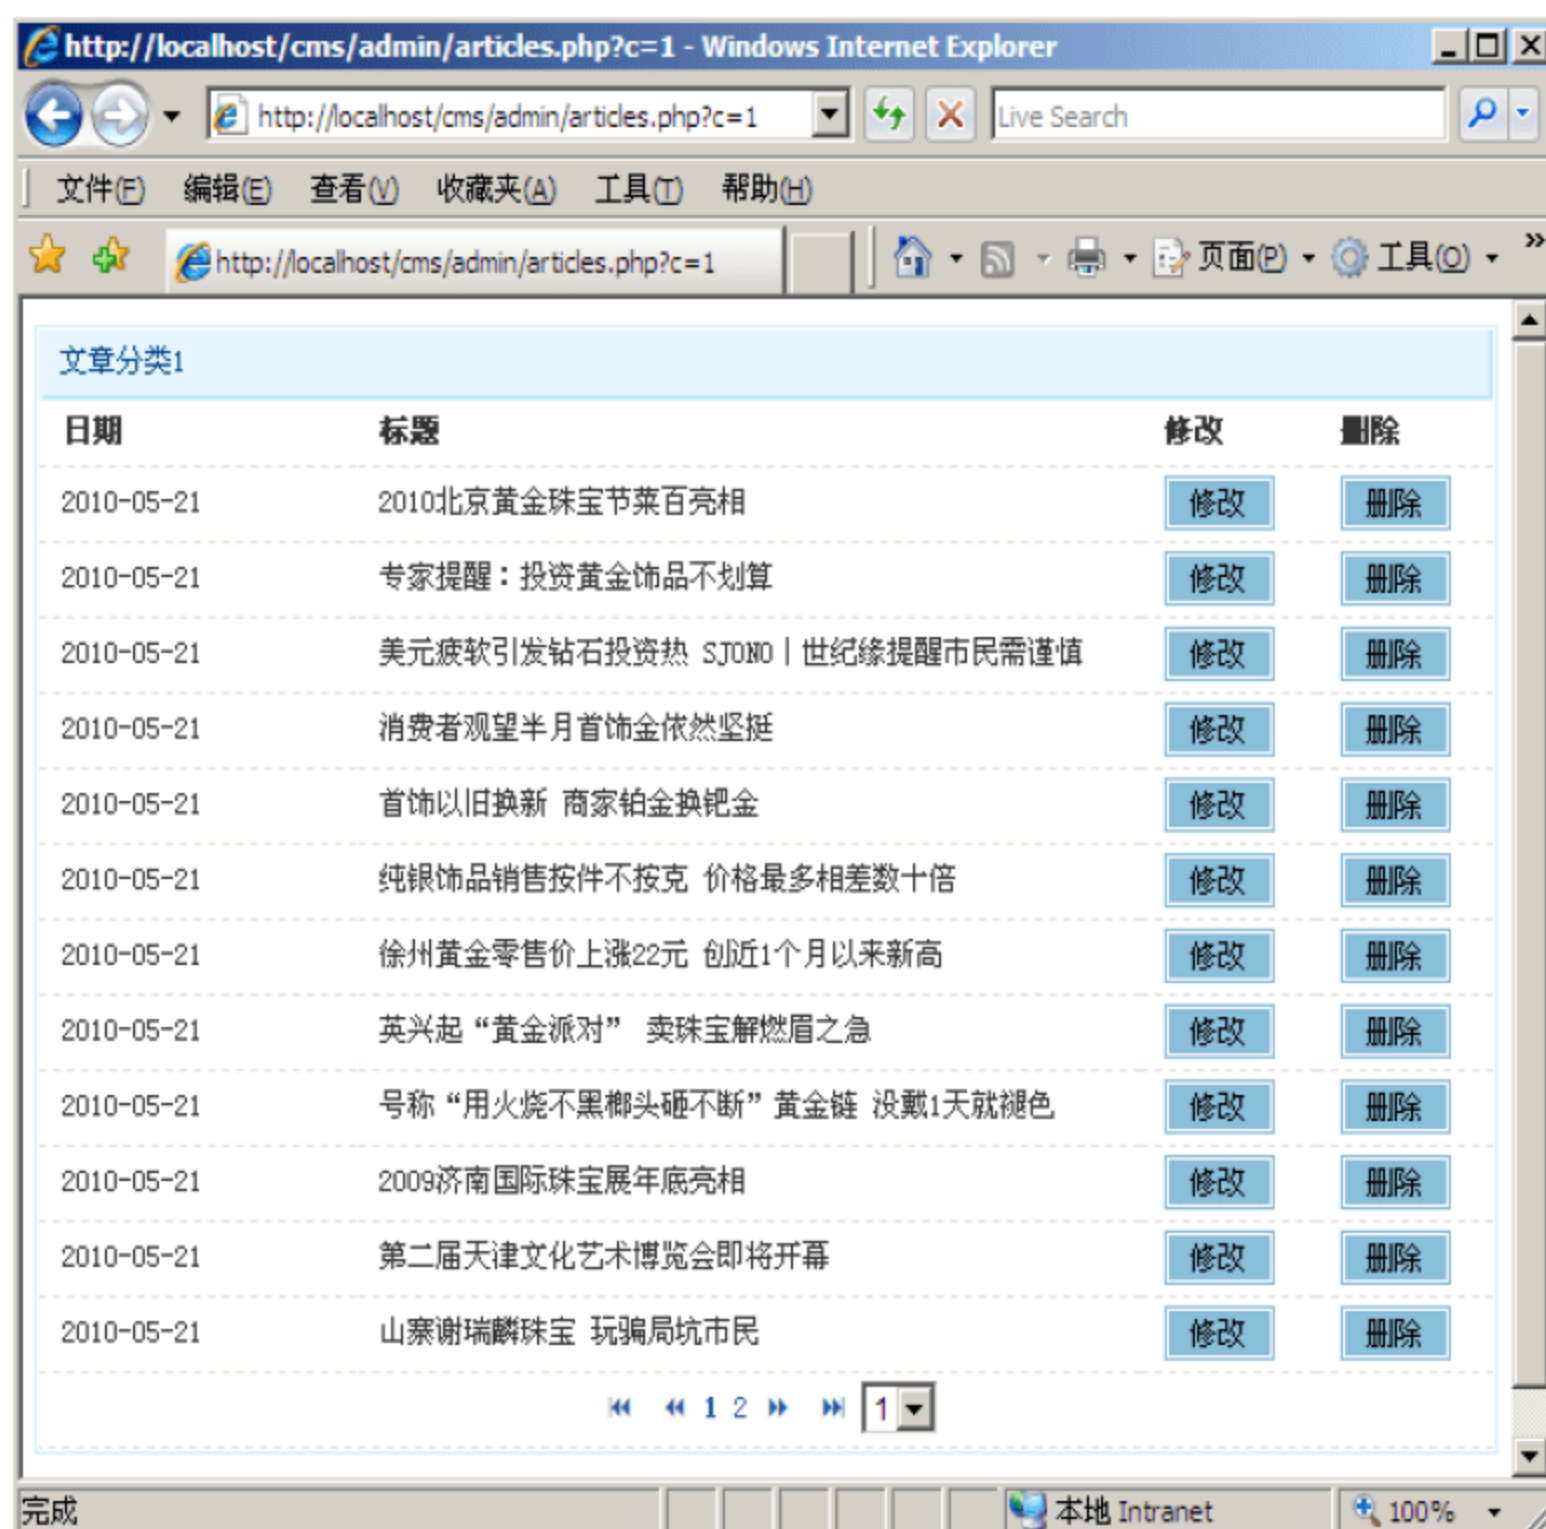 http://localhost/cms/admin/articles.php?c=1 - Windows Internet Explorer
http://localhost/cms/admin/articles.php?c=1 Live Search
文件(F) 编辑(E) 查看(V) 收藏夹(A) 工具(T) 帮助(H)
http://localhost/cms/admin/articles.php?c=1 页面(P) 工具(O) »
文章分类1
日期 标题 修改 删除
2010-05-21 2010北京黄金珠宝节菜百亮相 修改 删除
2010-05-21 专家提醒：投资黄金饰品不划算 修改 删除
2010-05-21 美元疲软引发钻石投资热 SJONO丨世纪缘提醒市民需谨慎 修改 删除
2010-05-21 消费者观望半月首饰金依然坚挺 修改 删除
2010-05-21 首饰以旧换新 商家铂金换钯金 修改 删除
2010-05-21 纯银饰品销售按件不按克 价格最多相差数十倍 修改 删除
2010-05-21 徐州黄金零售价上涨22元 创近1个月以来新高 修改 删除
2010-05-21 英兴起“黄金派对” 卖珠宝解燃眉之急 修改 删除
2010-05-21 号称“用火烧不黑榔头砸不断”黄金链 没戴1天就褪色 修改 删除
2010-05-21 2009济南国际珠宝展年底亮相 修改 删除
2010-05-21 第二届天津文化艺术博览会即将开幕 修改 删除
2010-05-21 山寨谢瑞麟珠宝 玩骗局坑市民 修改 删除
1 2 1
完成 本地 Intranet 100%